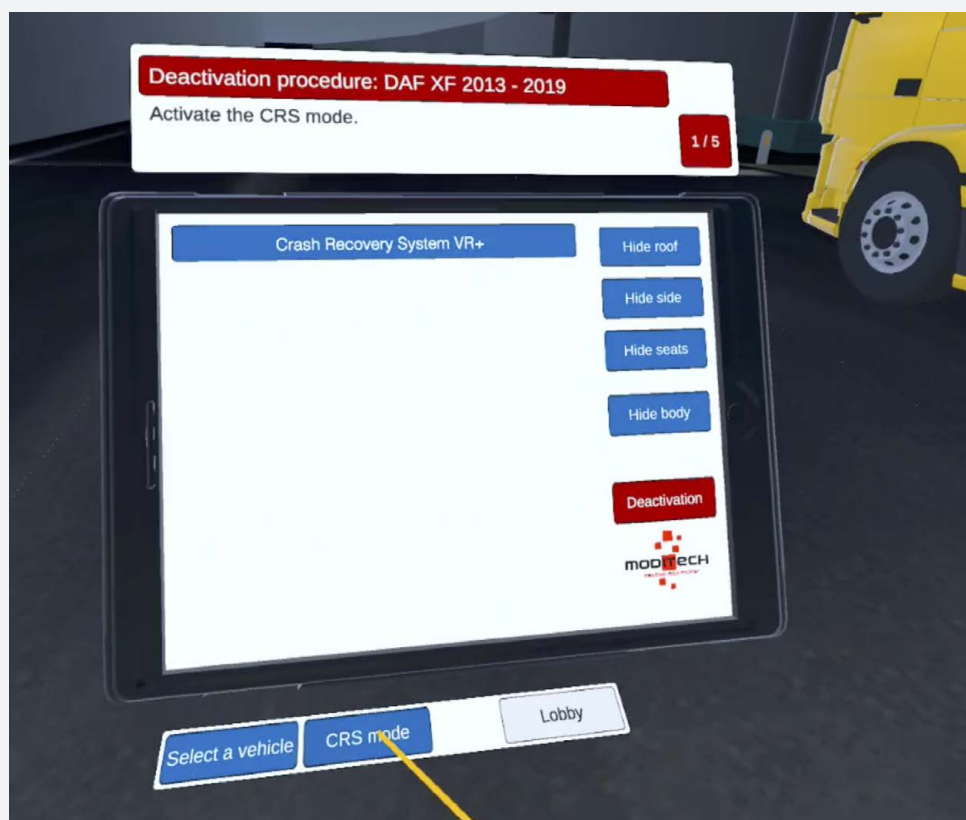 Deactivation procedure: DAF XF 2013 - 2019
Activate the CRS mode.
1 / 5
Crash Recovery System VR+
Hide roof
Hide side
Hide seats
Hide body
Deactivation
MODITECH
Select a vehicle
CRS mode
Lobby